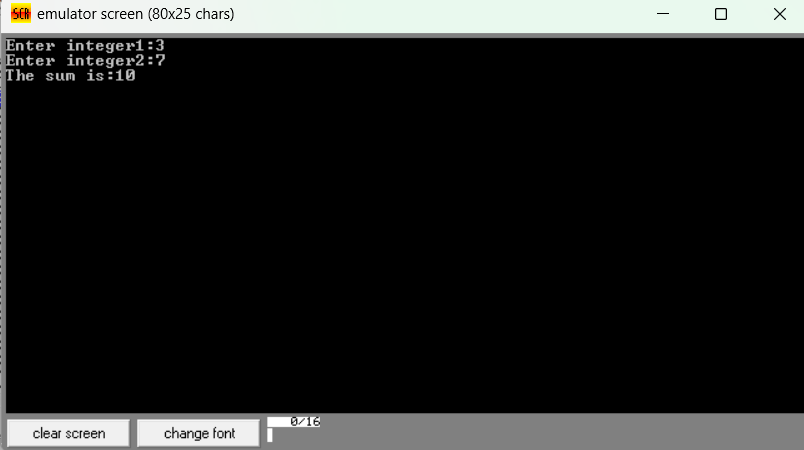 SCR emulator screen (80x25 chars)
Enter integer1:3
Enter integer2:7
The sum is:10
clear screen change font 0/16